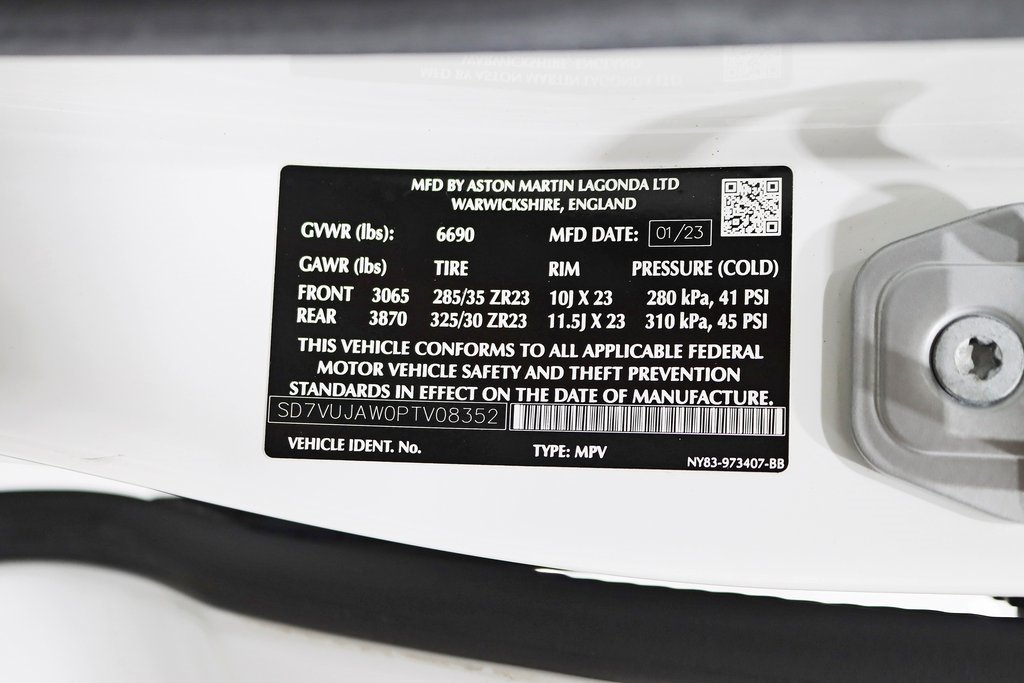 MFD BY ASTON MARTIN LAGONDA LTD
WARWICKSHIRE, ENGLAND
GVWR (lbs): 6690 MFD DATE: 01/23
GAWR (lbs) TIRE RIM PRESSURE (COLD)
FRONT 3065 285/35 ZR23 10J X 23 280 kPa, 41 PSI
REAR 3870 325/30 ZR23 11.5J X 23 310 kPa, 45 PSI
THIS VEHICLE CONFORMS TO ALL APPLICABLE FEDERAL
MOTOR VEHICLE SAFETY AND THEFT PREVENTION
STANDARDS IN EFFECT ON THE DATE OF MANUFACTURE.
SD7VUJAW0PTV08352
VEHICLE IDENT. No. TYPE: MPV NY83-973407-BB